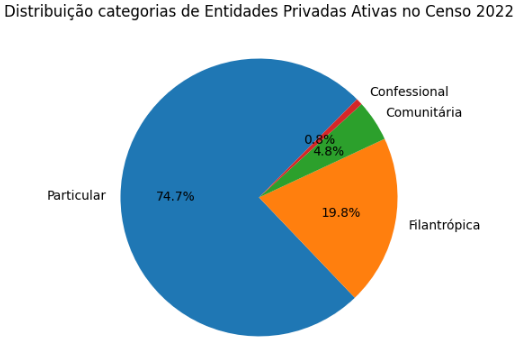 Distribuição categorias de Entidades Privadas Ativas no Censo 2022
Confessional
Comunitária
0.8%
4.8%
Particular
74.7%
19.8%
Filantrópica